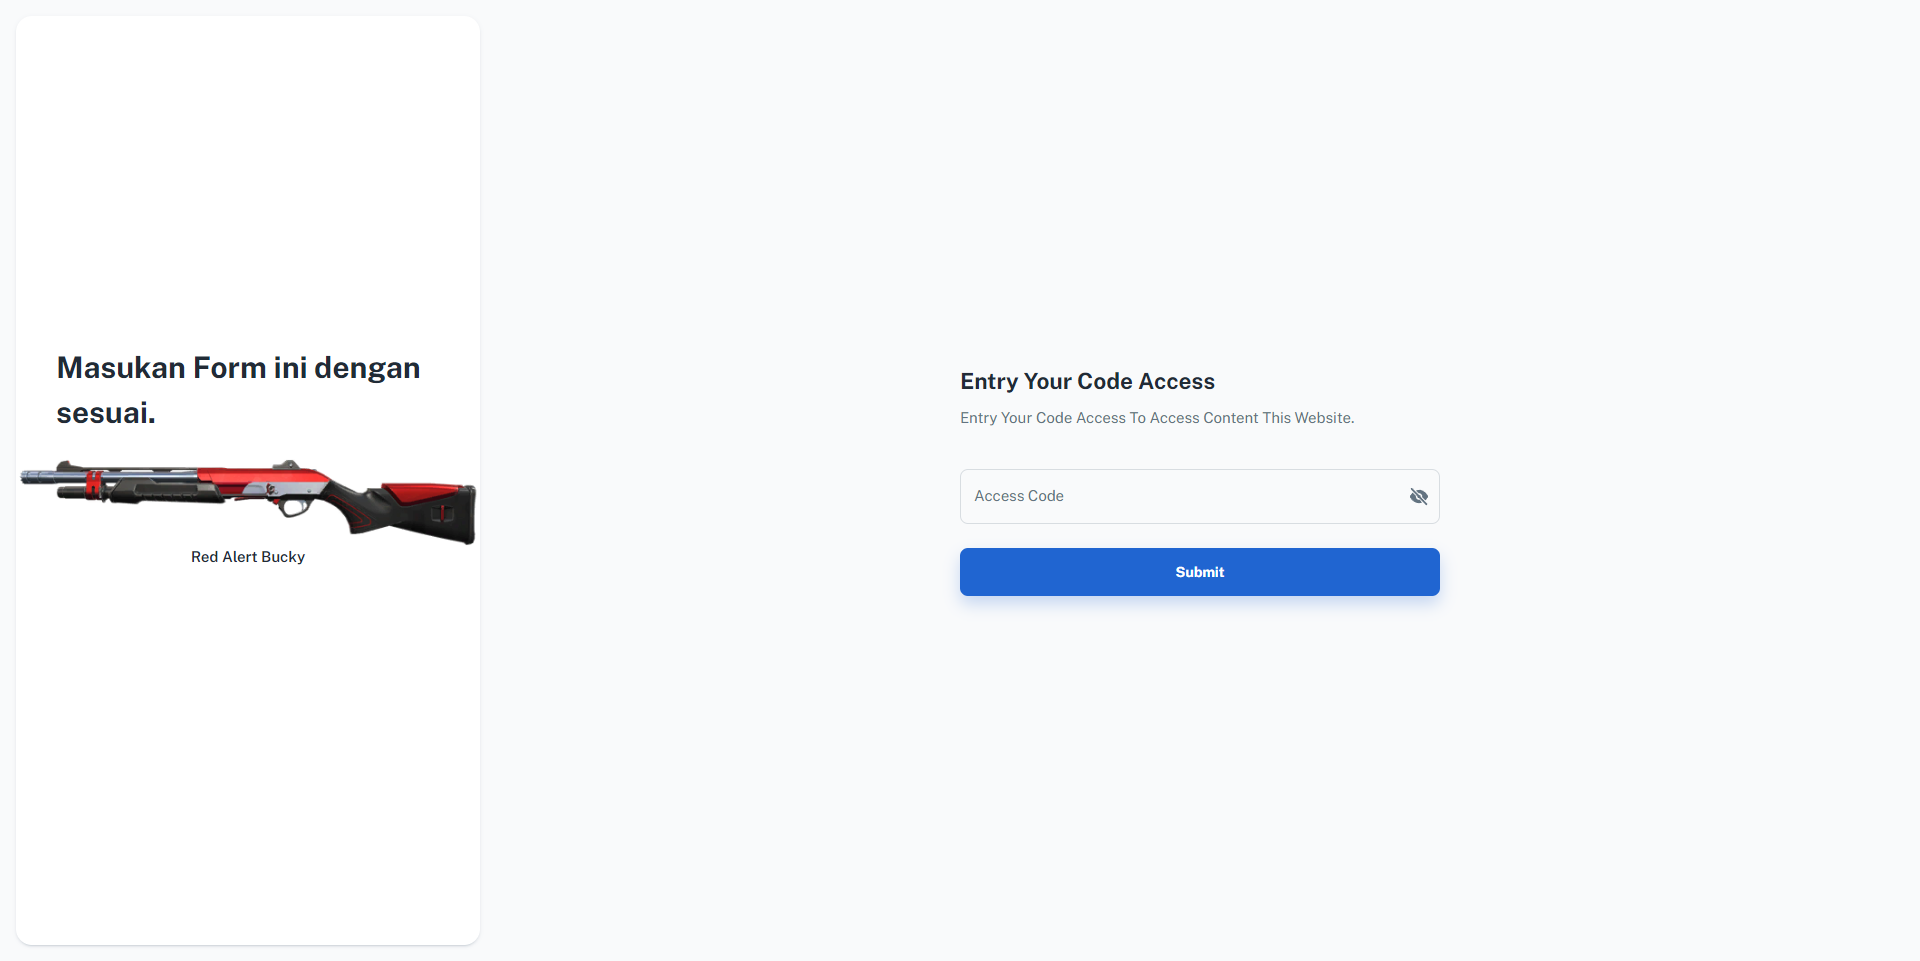 Masukan Form ini dengan
sesuai.
Red Alert Bucky
Entry Your Code Access
Entry Your Code Access To Access Content This Website.
Access Code
Submit